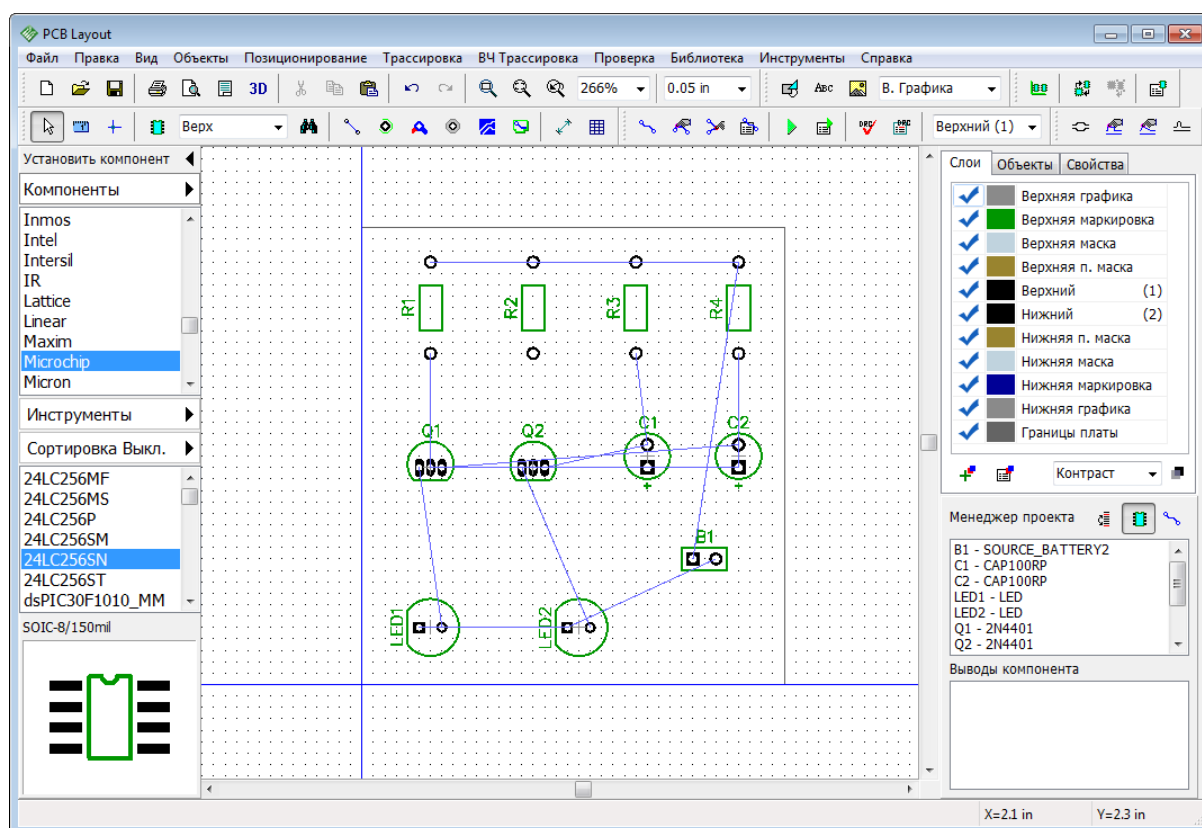 PCB Layout
Файл Правка Вид Объекты Позиционирование Трассировка ВЧ Трассировка Проверка Библиотека Инструменты Справка
3D 266% 0.05 in ABC В. Графика
Верх DRC DRC Верхний (1)
Установить компонент
Компоненты
Inmos
Intel
Intersil
IR
Lattice
Linear
Maxim
Microchip
Micron
Инструменты
Сортировка Выкл.
24LC256MF
24LC256MS
24LC256P
24LC256SM
24LC256SN
24LC256ST
dsPIC30F1010_MM
SOIC-8/150mil
R1 R2 R3 R4
Q1 Q2 C1 C2
+ +
B1
LED1 LED2
Слои Объекты Свойства
Верхняя графика
Верхняя маркировка
Верхняя маска
Верхняя п. маска
Верхний (1)
Нижний (2)
Нижняя п. маска
Нижняя маска
Нижняя маркировка
Нижняя графика
Границы платы
Контраст
Менеджер проекта
B1 - SOURCE_BATTERY2
C1 - CAP100RP
C2 - CAP100RP
LED1 - LED
LED2 - LED
Q1 - 2N4401
Q2 - 2N4401
Выводы компонента
X=2.1 in Y=2.3 in